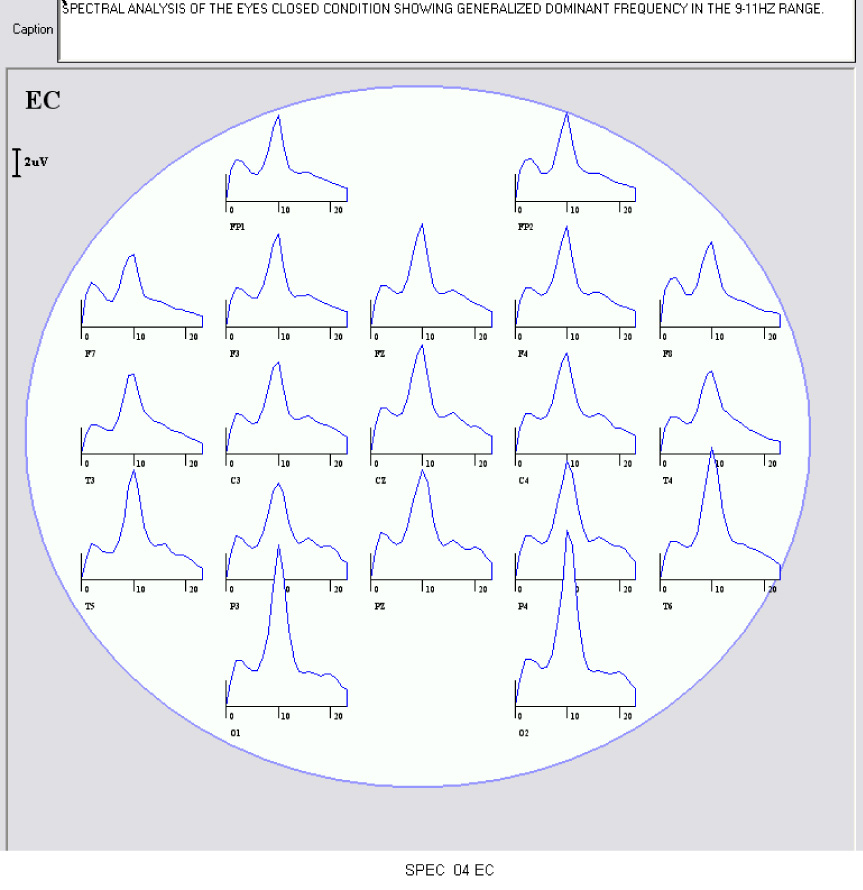 Caption
SPECTRAL ANALYSIS OF THE EYES CLOSED CONDITION SHOWING GENERALIZED DOMINANT FREQUENCY IN THE 9-11HZ RANGE.
EC
2uV
0 10 20
FP1
0 10 20
FP2
0 10 20
F7
0 10 20
F3
0 10 20
FZ
0 10 20
F4
0 10 20
F8
0 10 20
T3
0 10 20
C3
0 10 20
CZ
0 10 20
C4
0 10 20
T4
0 10 20
T5
0 20
P3
0 10 20
PZ
0 20
P4
0 10 20
T6
0 10 20
O1
0 10 20
O2
SPEC 04 EC